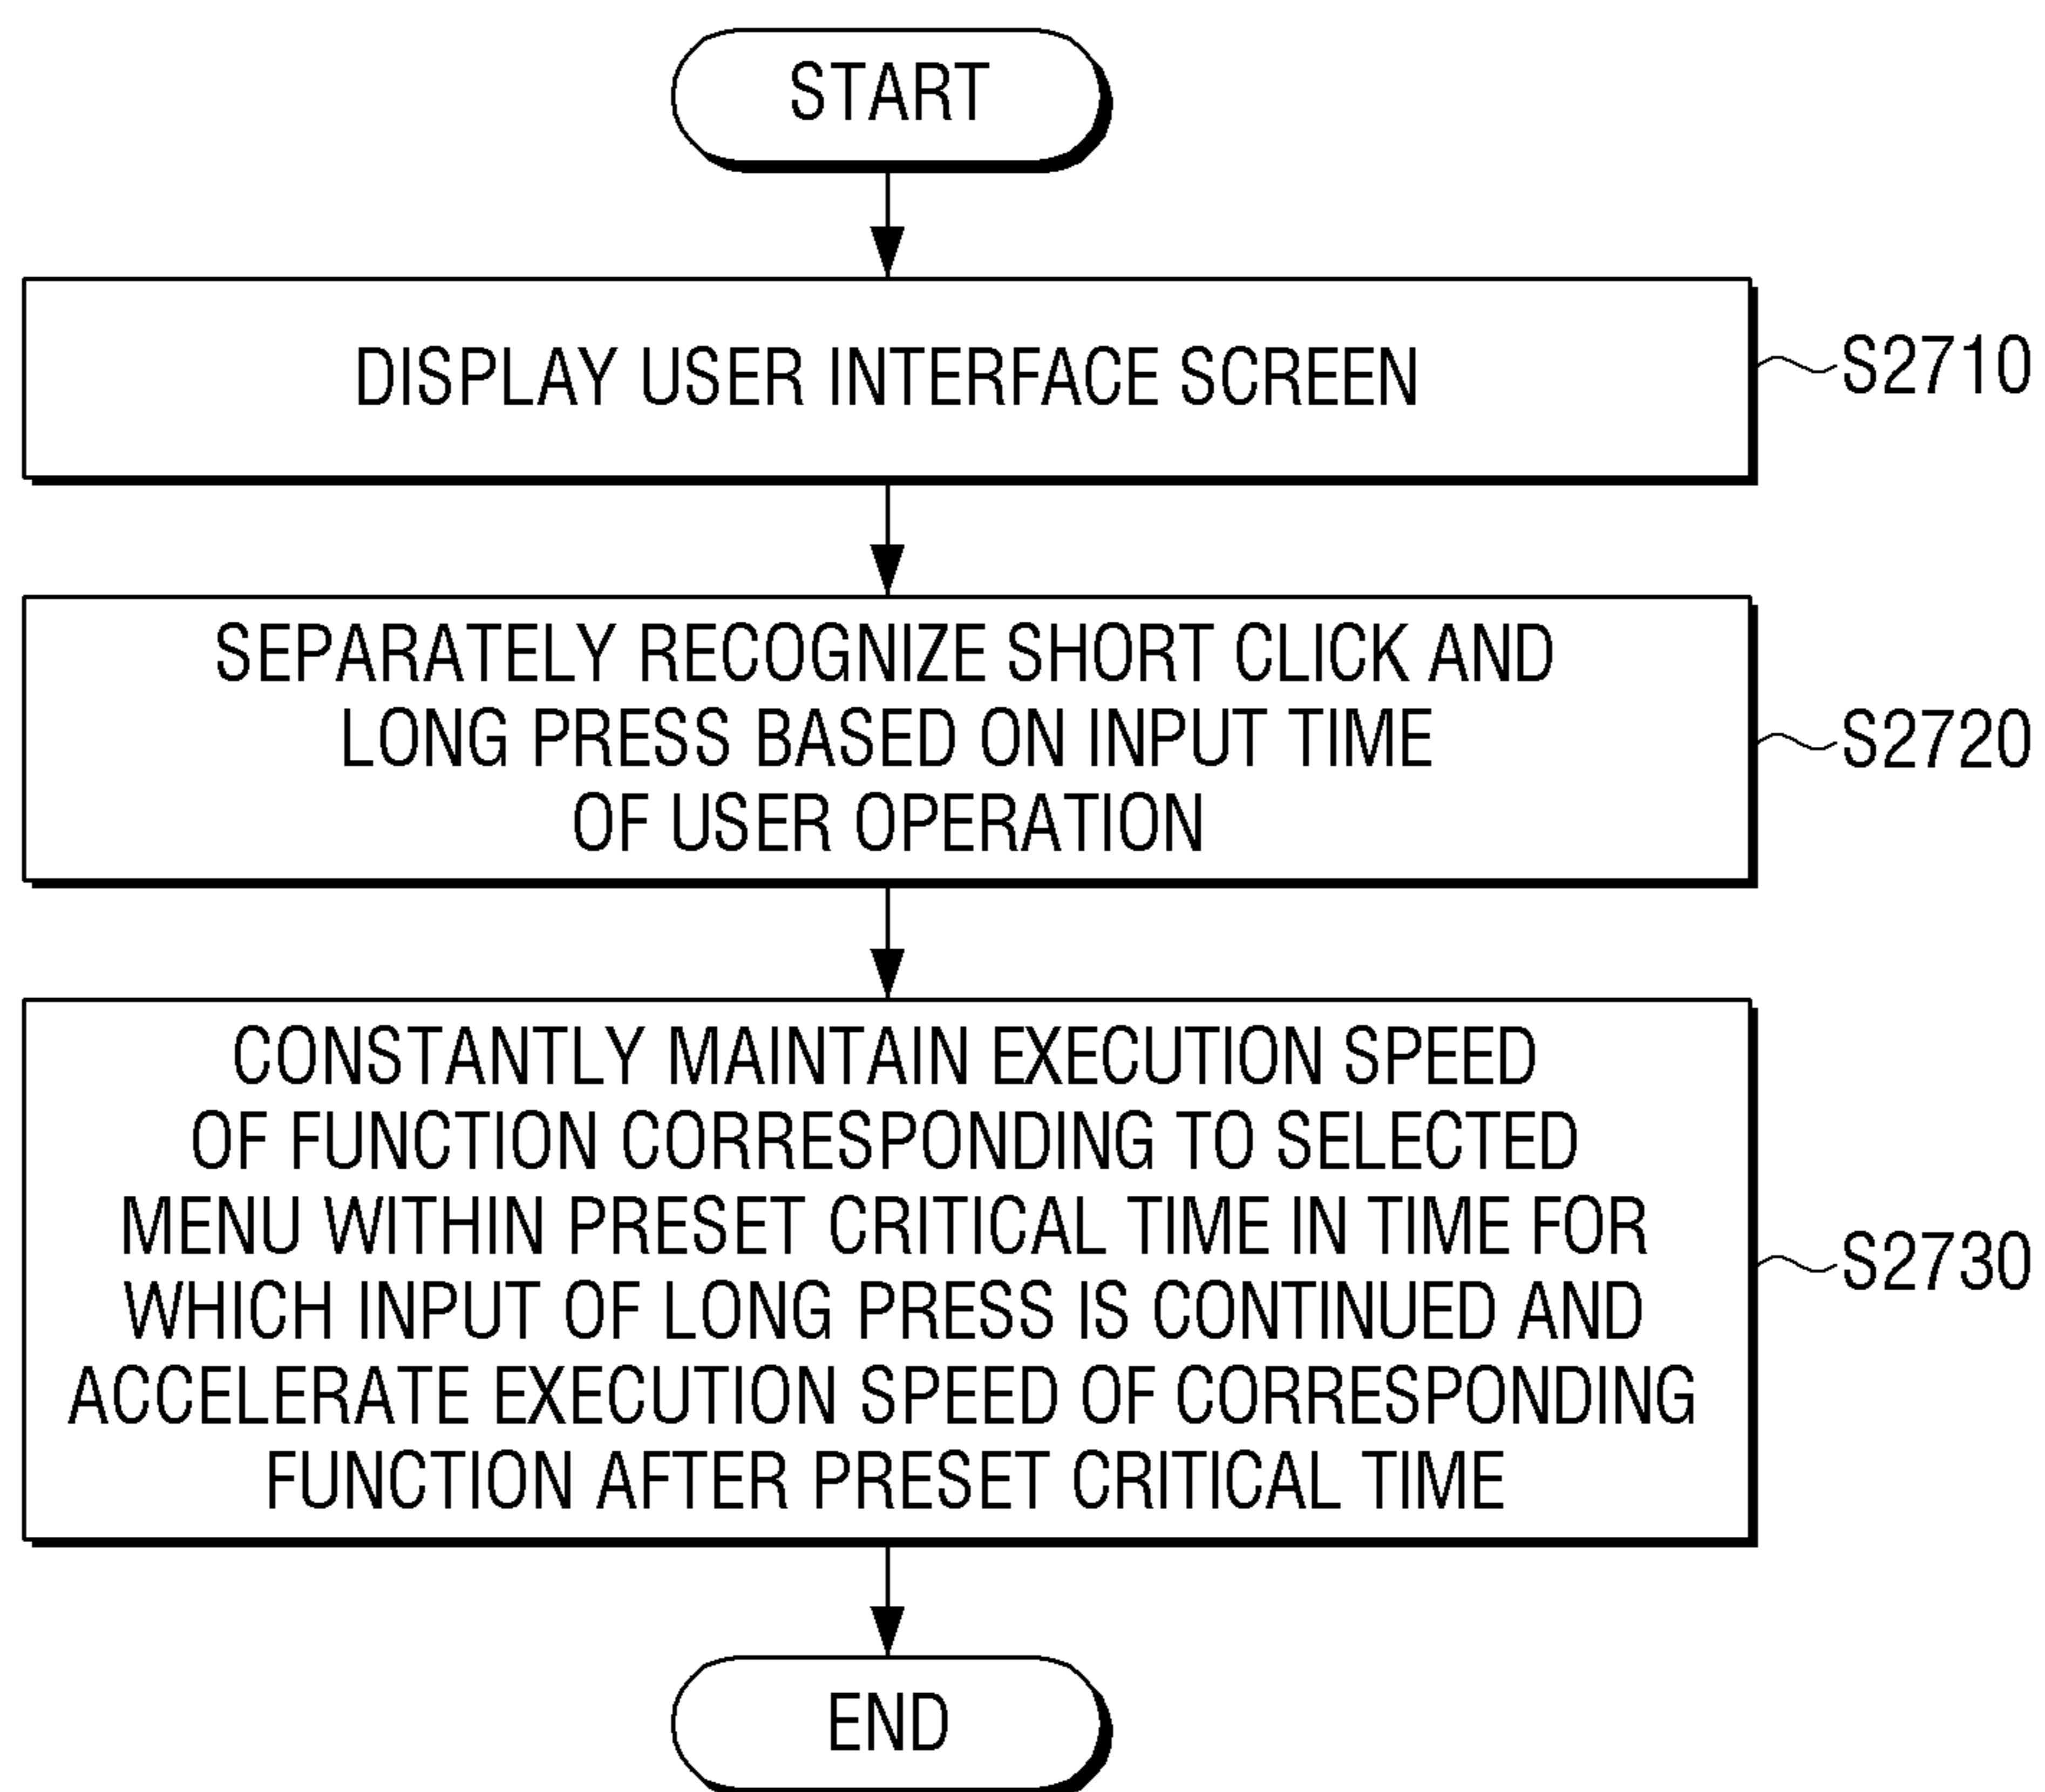 START
DISPLAY USER INTERFACE SCREEN
S2710
SEPARATELY RECOGNIZE SHORT CLICK AND
LONG PRESS BASED ON INPUT TIME
OF USER OPERATION
S2720
CONSTANTLY MAINTAIN EXECUTION SPEED
OF FUNCTION CORRESPONDING TO SELECTED
MENU WITHIN PRESET CRITICAL TIME IN TIME FOR
WHICH INPUT OF LONG PRESS IS CONTINUED AND
ACCELERATE EXECUTION SPEED OF CORRESPONDING
FUNCTION AFTER PRESET CRITICAL TIME
S2730
END